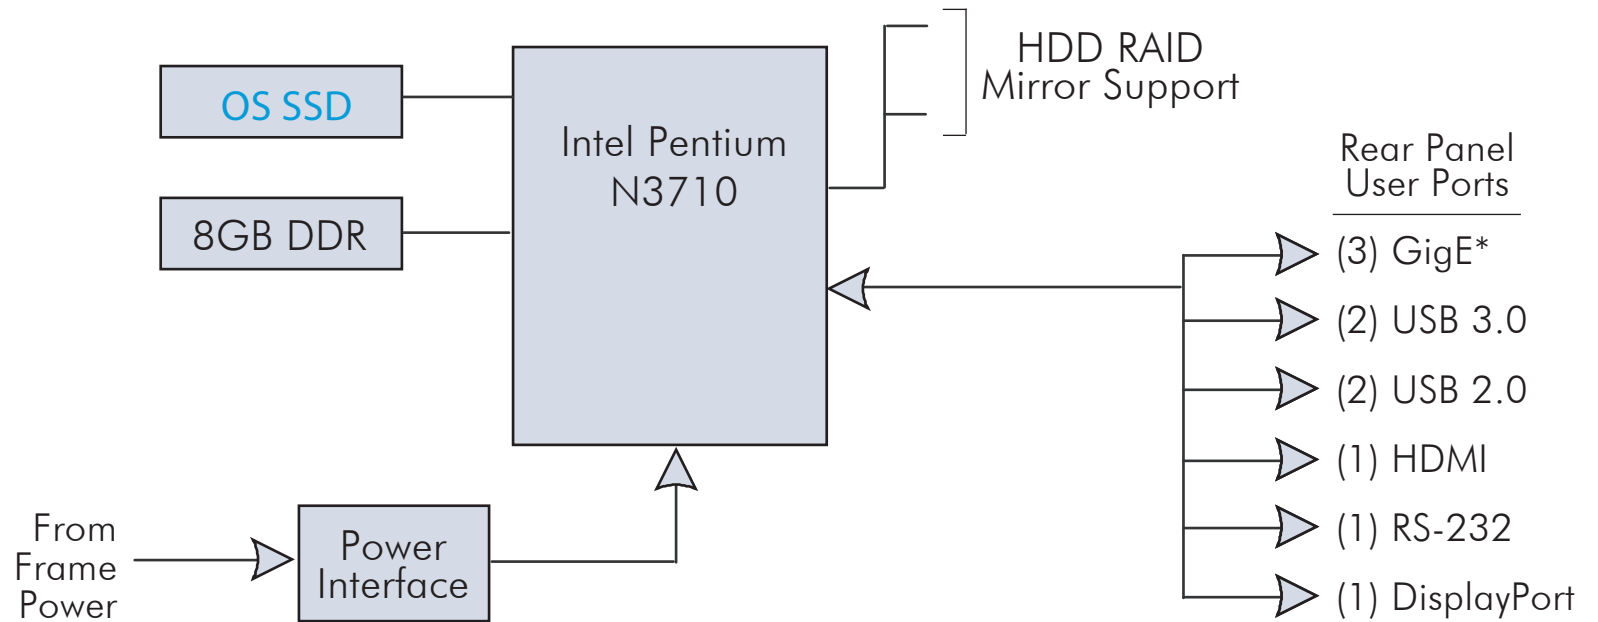 OS SSD
8GB DDR
Intel Pentium
N3710
HDD RAID
Mirror Support
Rear Panel
User Ports
(3) GigE*
(2) USB 3.0
(2) USB 2.0
(1) HDMI
(1) RS-232
(1) DisplayPort
From
Frame
Power
Power
Interface